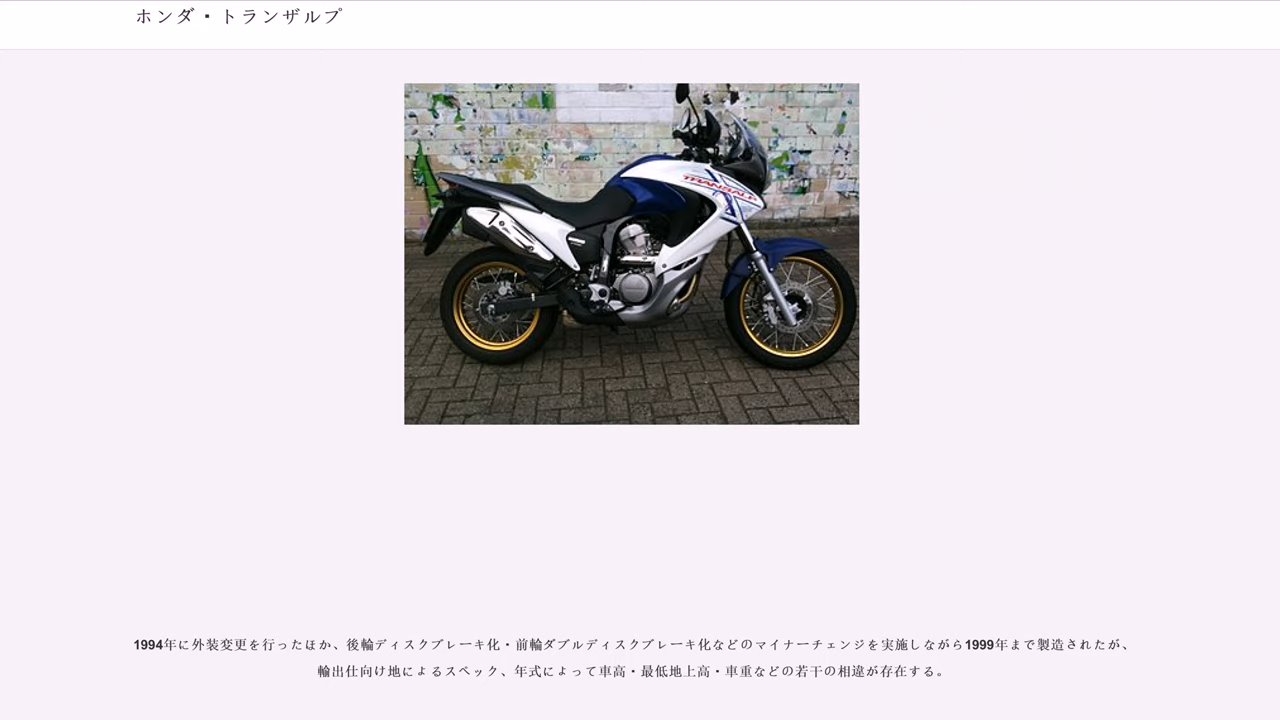 ホンダ・トランザルプ
TRANSALP
1994年に外装変更を行ったほか、後輪ディスクブレーキ化・前輪ダブルディスクブレーキ化などのマイナーチェンジを実施しながら1999年まで製造されたが、
輸出仕向け地によるスペック、年式によって車高・最低地上高・車重などの若干の相違が存在する。